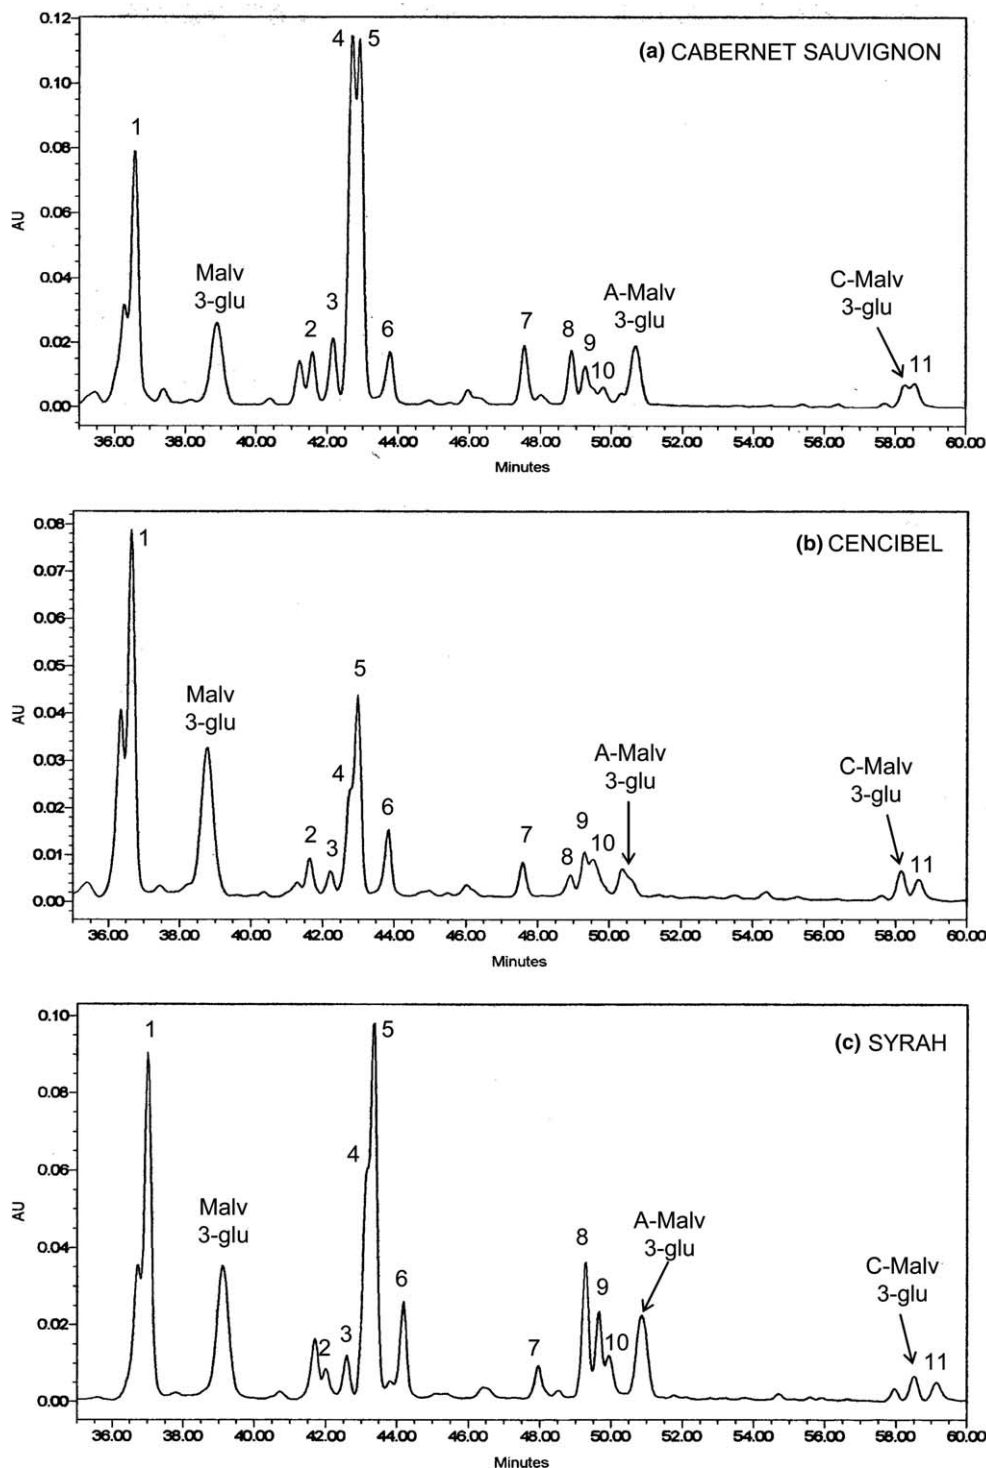 0.12
0.10
0.08
0.06
0.04
0.02
0.00
AU
(a) CABERNET SAUVIGNON
1
Malv
3-glu
2
3
4
5
6
7
8
9
10
A-Malv
3-glu
C-Malv
3-glu
11
36.00 38.00 40.00 42.00 44.00 46.00 48.00 50.00 52.00 54.00 56.00 58.00 60.00
Minutes
0.08
0.07
0.06
0.05
0.04
0.03
0.02
0.01
0.00
AU
(b) CENCIBEL
1
Malv
3-glu
2
3
4
5
6
7
8
9
10
A-Malv
3-glu
C-Malv
3-glu
11
36.00 38.00 40.00 42.00 44.00 46.00 48.00 50.00 52.00 54.00 56.00 58.00 60.00
Minutes
0.10
0.08
0.06
0.04
0.02
0.00
AU
(c) SYRAH
1
Malv
3-glu
2
3
4
5
6
7
8
9
10
A-Malv
3-glu
C-Malv
3-glu
11
36.00 38.00 40.00 42.00 44.00 46.00 48.00 50.00 52.00 54.00 56.00 58.00 60.00
Minutes